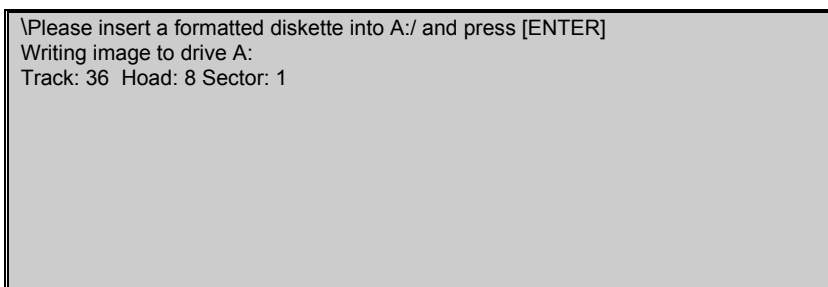 \Please insert a formatted diskette into A:/ and press [ENTER]
Writing image to drive A:
Track: 36  Hoad: 8 Sector: 1